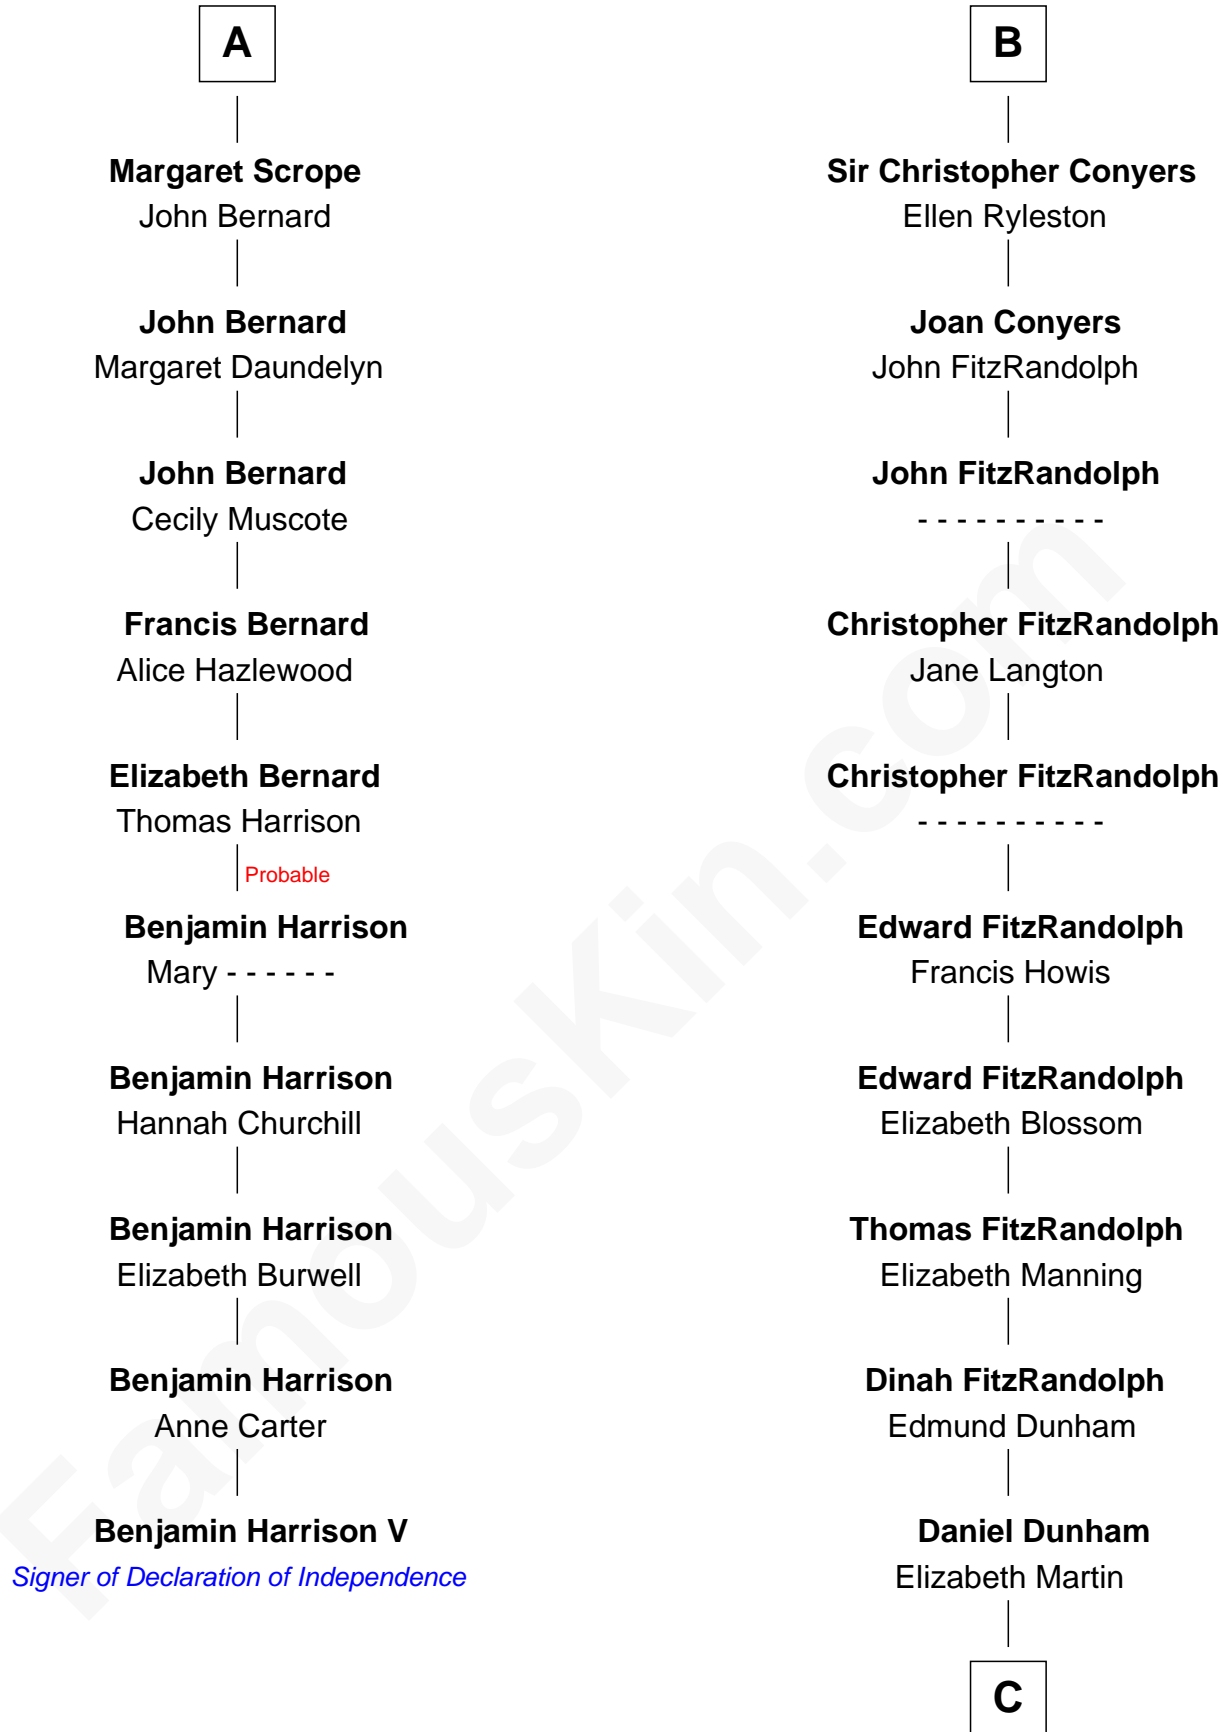 A
Margaret Scrope
John Bernard
John Bernard
Margaret Daundelyn
John Bernard
Cecily Muscote
Francis Bernard
Alice Hazlewood
Elizabeth Bernard
Thomas Harrison
Probable
Benjamin Harrison
Mary - - - - - -
Benjamin Harrison
Hannah Churchill
Benjamin Harrison
Elizabeth Burwell
Benjamin Harrison
Anne Carter
Benjamin Harrison V
Signer of Declaration of Independence
B
Sir Christopher Conyers
Ellen Ryleston
Joan Conyers
John FitzRandolph
John FitzRandolph
- - - - - - - - - -
Christopher FitzRandolph
Jane Langton
Christopher FitzRandolph
- - - - - - - - - -
Edward FitzRandolph
Francis Howis
Edward FitzRandolph
Elizabeth Blossom
Thomas FitzRandolph
Elizabeth Manning
Dinah FitzRandolph
Edmund Dunham
Daniel Dunham
Elizabeth Martin
C
FamousKin.com